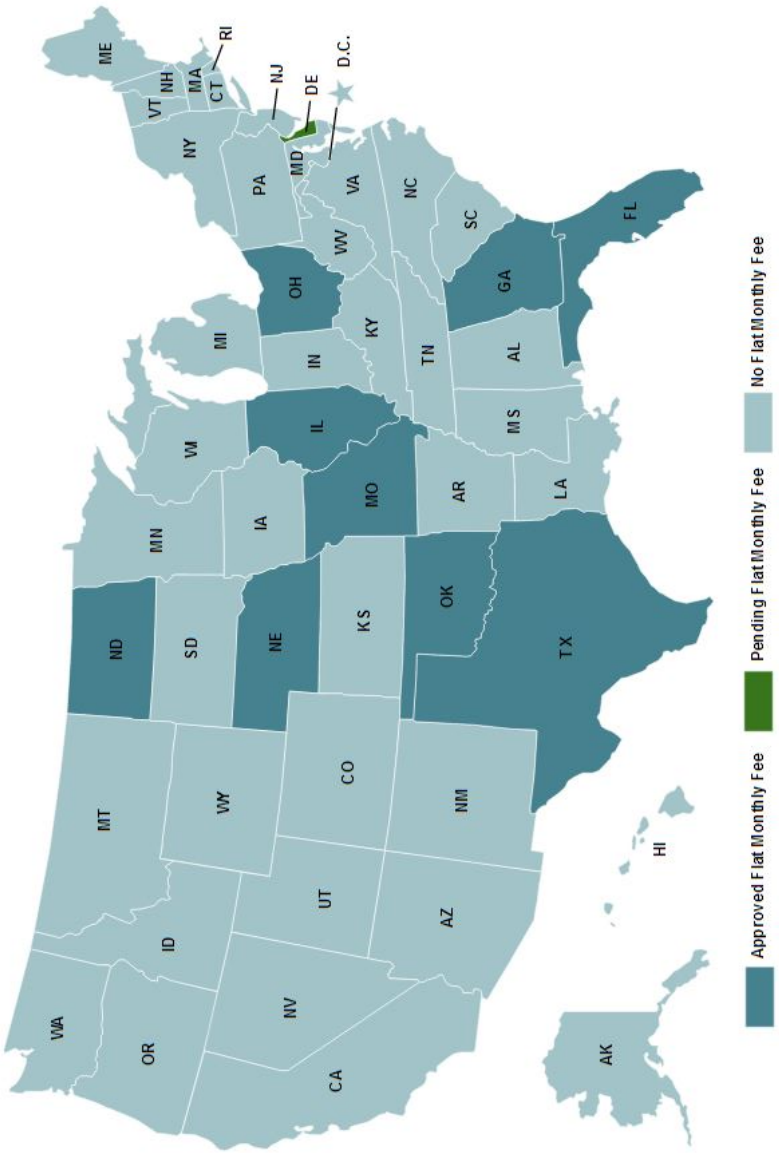 WA
MT
ND
MN
ME
OR
ID
SD
WI
MI
NY
VT
NH
MA
RI
CT
WY
NE
IA
PA
NJ
NV
UT
CO
KS
MO
IL
IN
OH
WV
MD
DE
D.C.
VA
CA
AZ
NM
OK
AR
KY
TN
NC
SC
TX
LA
MS
AL
GA
FL
AK
HI
Approved Flat Monthly Fee
Pending Flat Monthly Fee
No Flat Monthly Fee